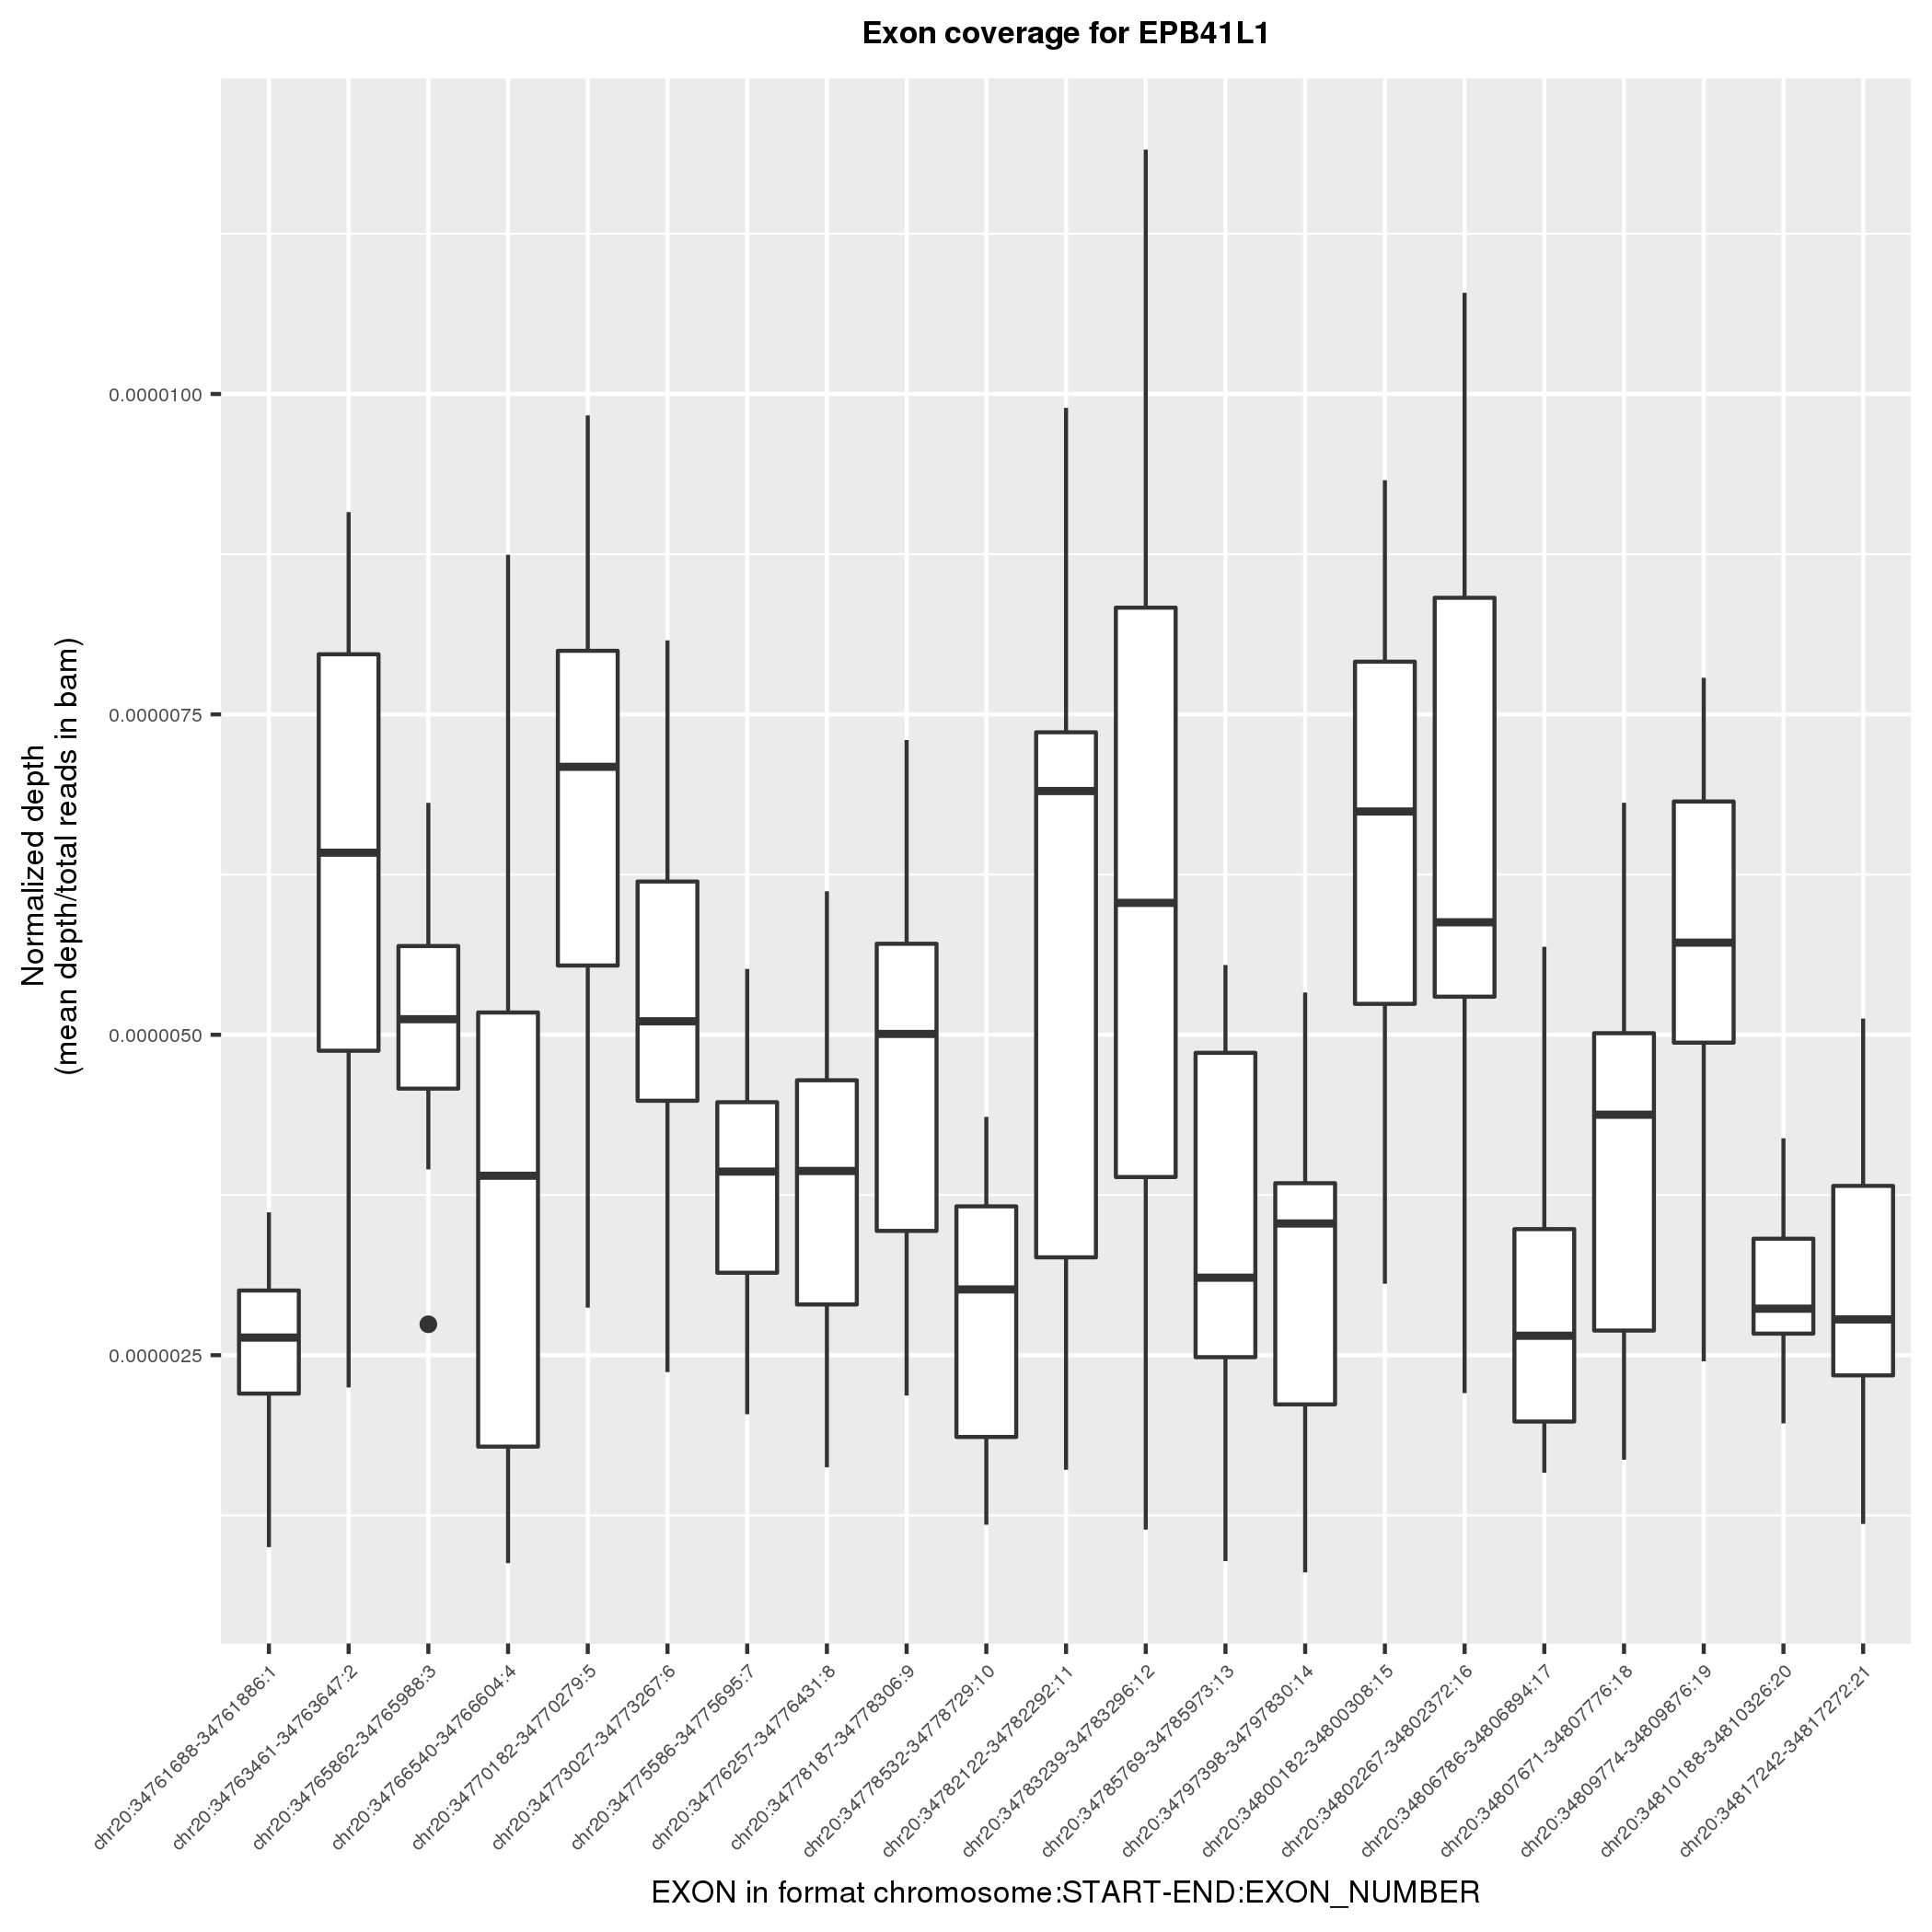 Exon coverage for EPB41L1
Normalized depth
(mean depth/total reads in bam)
0.0000100
0.0000075
0.0000050
0.0000025
chr20:34761688-34761886:1
chr20:34763461-34763647:2
chr20:34765862-34765988:3
chr20:34766540-34766604:4
chr20:34770182-34770279:5
chr20:34773027-34773267:6
chr20:34775586-34775695:7
chr20:34776257-34776431:8
chr20:34778187-34778306:9
chr20:34778532-34778729:10
chr20:34782122-34782292:11
chr20:34783239-34783296:12
chr20:34785769-34785973:13
chr20:34797398-34797830:14
chr20:34800182-34800308:15
chr20:34802267-34802372:16
chr20:34806786-34806894:17
chr20:34807671-34807776:18
chr20:34809774-34809876:19
chr20:34810188-34810326:20
chr20:34817242-34817272:21
EXON in format chromosome:START-END:EXON_NUMBER